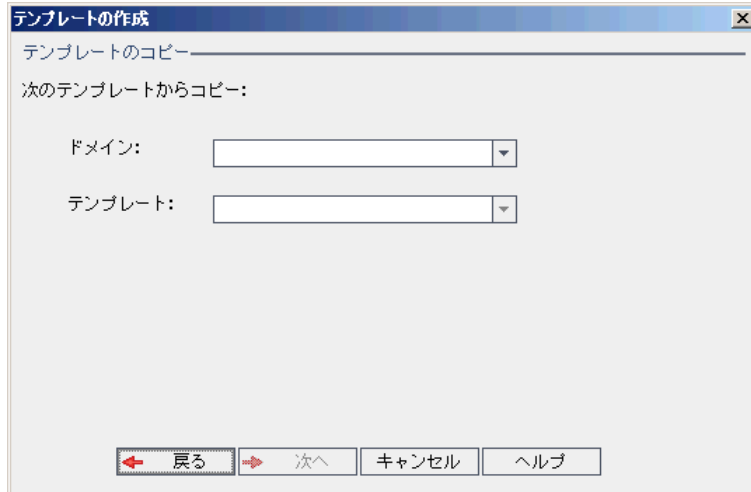 テンプレートの作成
テンプレートのコピー
次のテンプレートからコピー:
ドメイン:
テンプレート:
戻る 次へ キャンセル ヘルプ